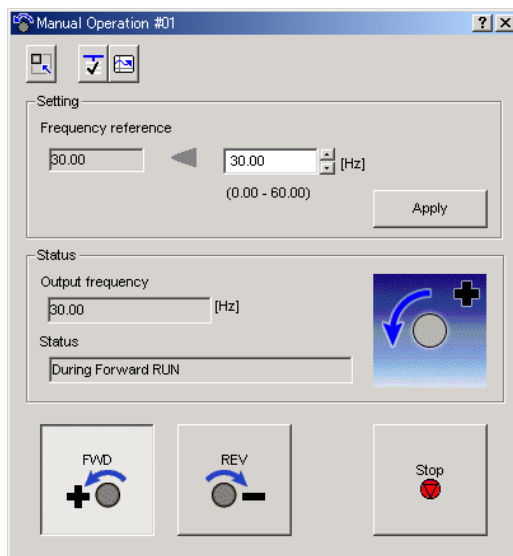 Manual Operation #01
Setting
Frequency reference
30.00
30.00
[Hz]
(0.00 - 60.00)
Apply
Status
Output frequency
30.00
[Hz]
Status
During Forward RUN
FWD
REV
Stop